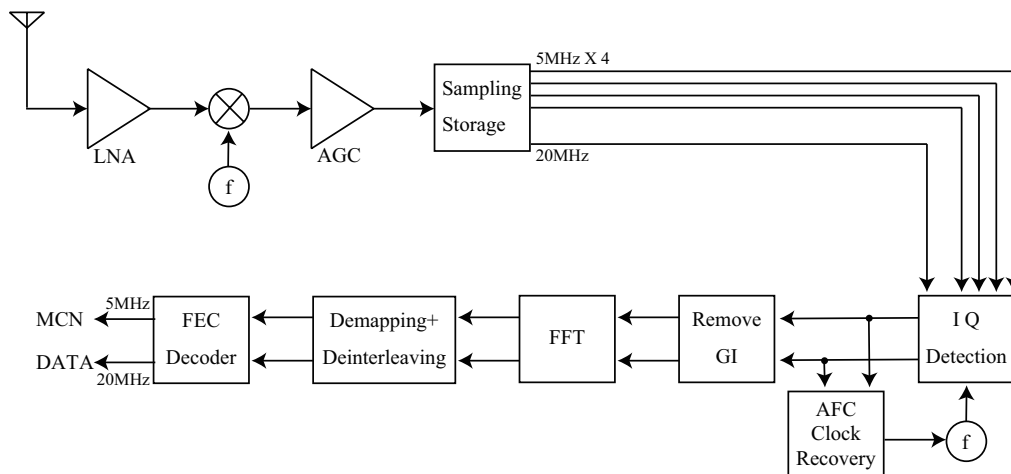 5MHz X 4
Sampling
Storage
20MHz
LNA
f
AGC
MCN
5MHz
DATA
20MHz
FEC
Decoder
Demapping+
Deinterleaving
FFT
Remove
GI
I Q
Detection
AFC
Clock
Recovery
f